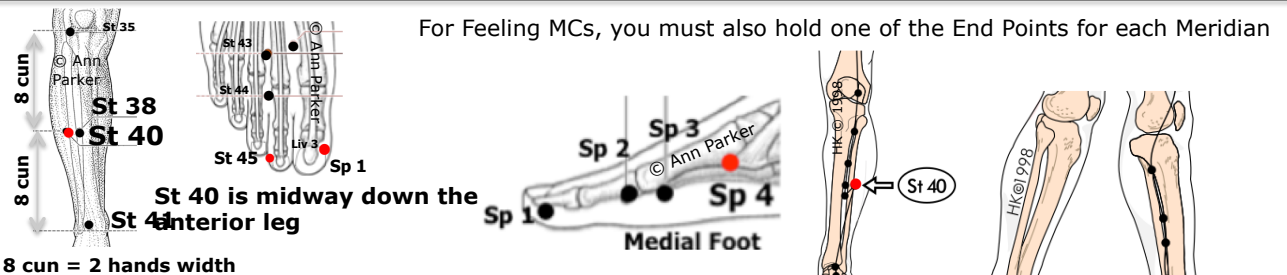 For Feeling MCs, you must also hold one of the End Points for each Meridian
St 35
8 cun
© Ann
Parker
St 38
St 40
8 cun
St 41
8 cun = 2 hands width
St 43
© Ann Parker
St 44
Liv 3
St 45
Sp 1
St 40 is midway down the
anterior leg
Sp 3
Sp 2
© Ann Parker
Sp 4
Sp 1
Medial Foot
HK © 1998
St 40
HK©1998